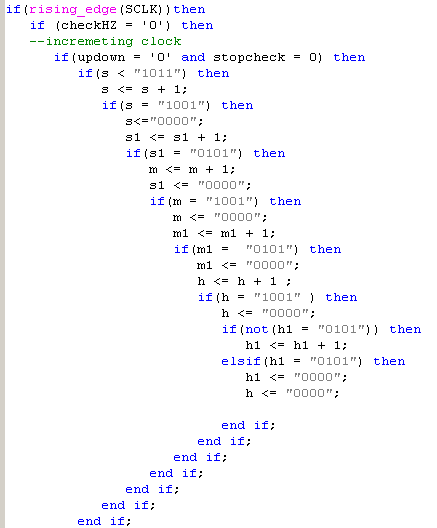 if(rising_edge(SCLK))then
if (checkHZ = '0') then
--incremeting clock
if(updown = '0' and stopcheck = 0) then
if(s < "1011") then
s <= s + 1;
if(s = "1001") then
s<="0000";
s1 <= s1 + 1;
if(s1 = "0101") then
m <= m + 1;
s1 <= "0000";
if(m = "1001") then
m <= "0000";
m1 <= m1 + 1;
if(m1 =  "0101") then
m1 <= "0000";
h <= h + 1 ;
if(h = "1001" ) then
h <= "0000";
if(not(h1 = "0101")) then
h1 <= h1 + 1;
elsif(h1 = "0101") then
h1 <= "0000";
h <= "0000";
end if;
end if;
end if;
end if;
end if;
end if;
end if;